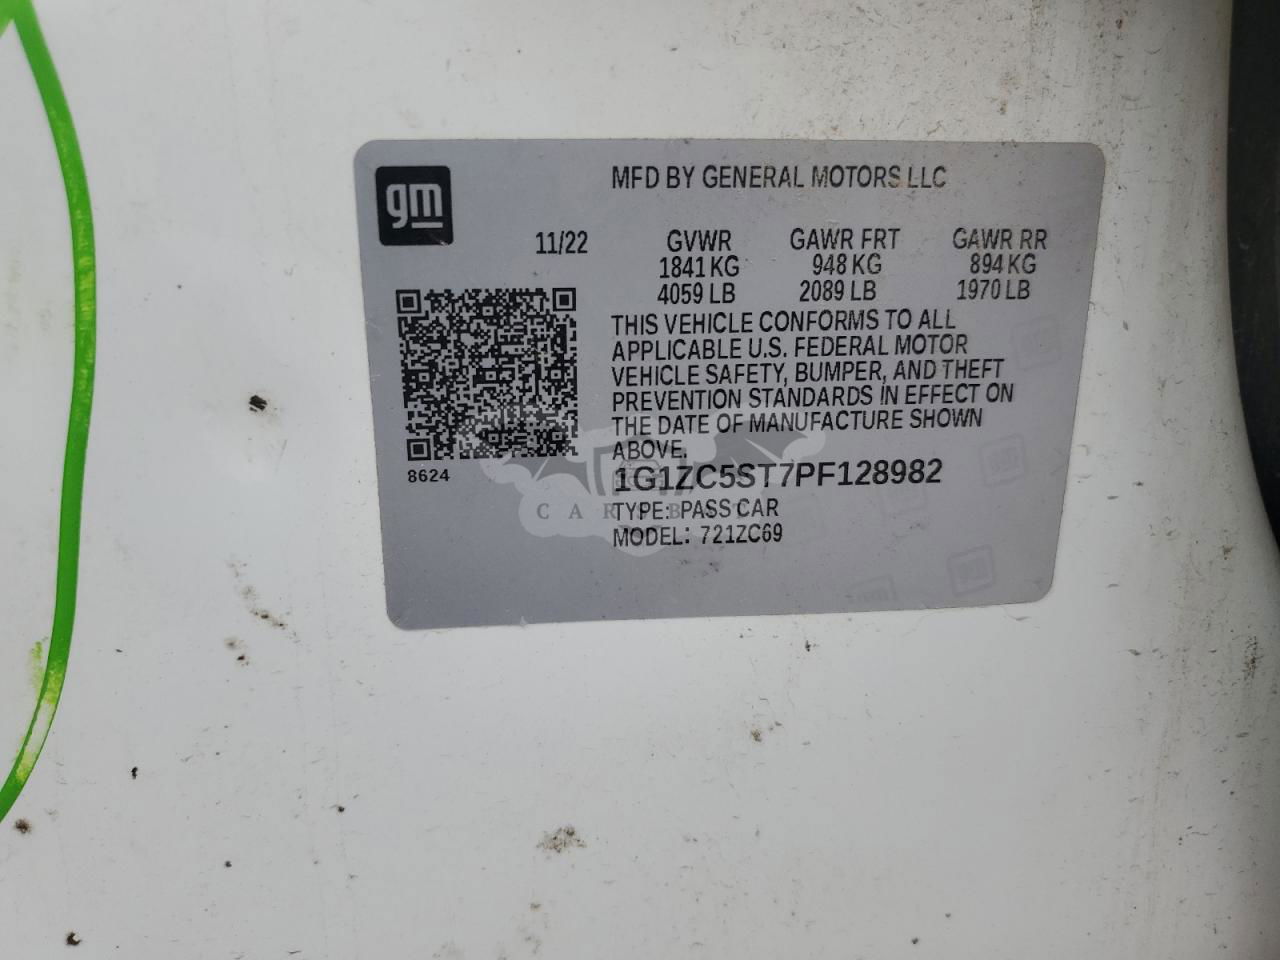 gm
MFD BY GENERAL MOTORS LLC
11/22 GVWR GAWR FRT GAWR RR
1841 KG 948 KG 894 KG
4059 LB 2089 LB 1970 LB
THIS VEHICLE CONFORMS TO ALL
APPLICABLE U.S. FEDERAL MOTOR
VEHICLE SAFETY, BUMPER, AND THEFT
PREVENTION STANDARDS IN EFFECT ON
THE DATE OF MANUFACTURE SHOWN
ABOVE.
8624
1G1ZC5ST7PF128982
TYPE: PASS CAR
MODEL: 721ZC69